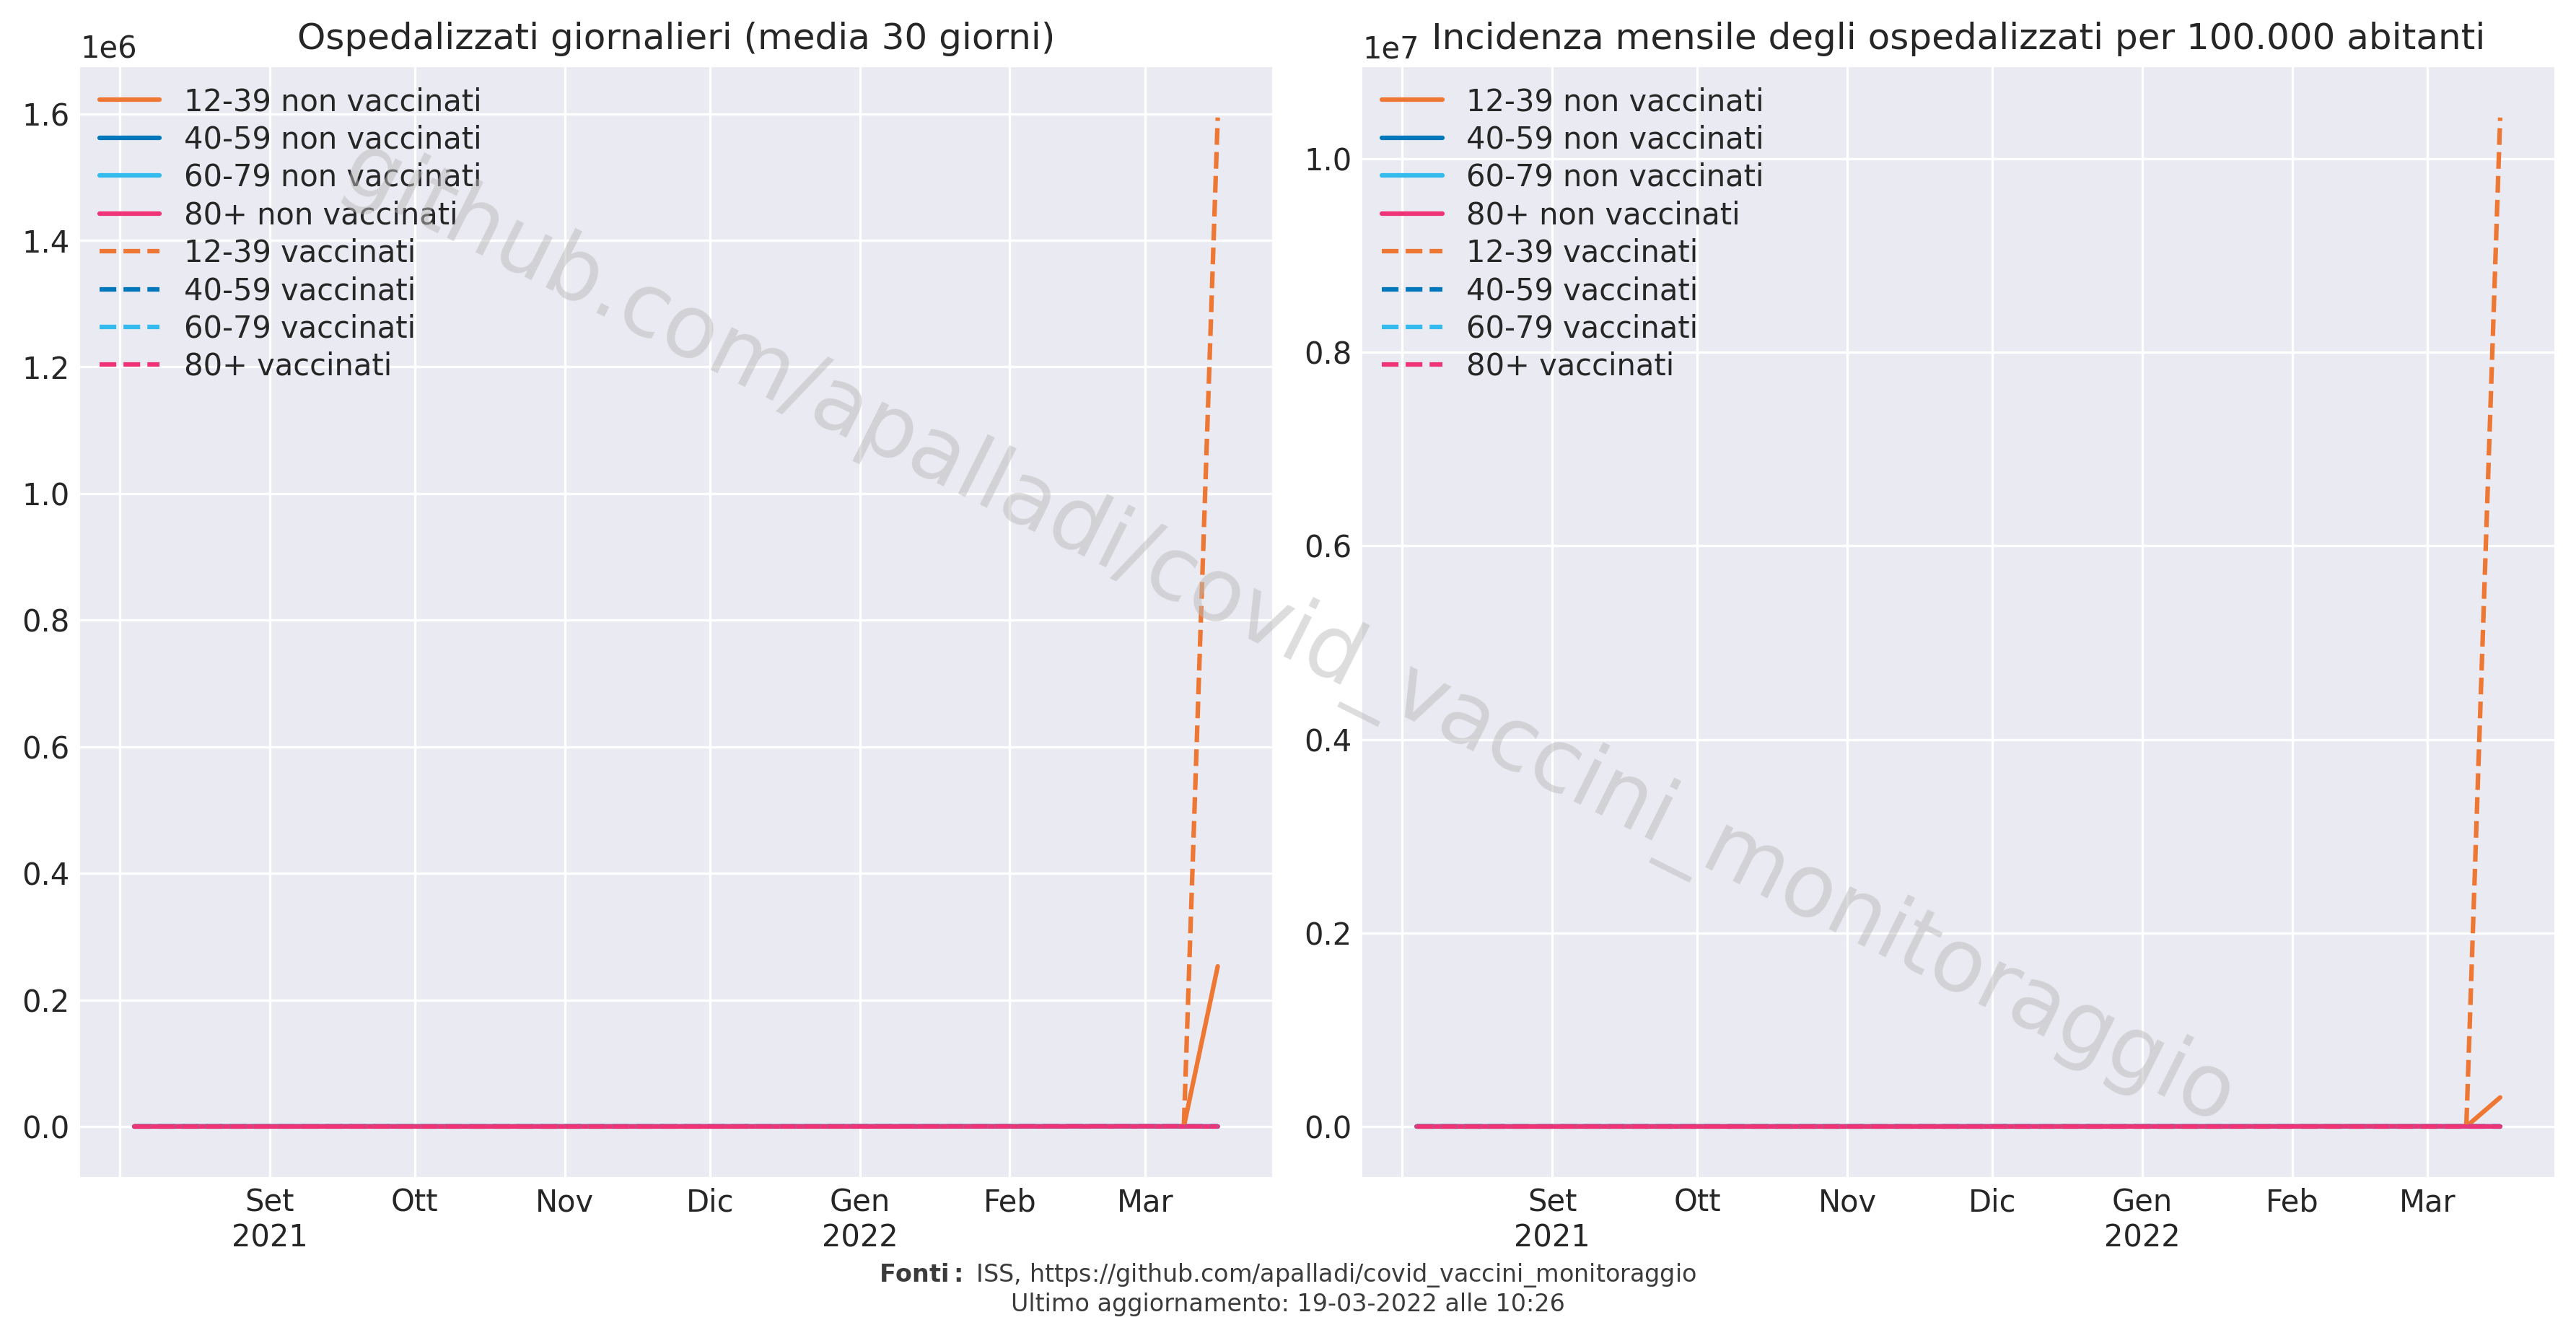 Ospedalizzati giornalieri (media 30 giorni)
1e6
12-39 non vaccinati
40-59 non vaccinati
60-79 non vaccinati
80+ non vaccinati
12-39 vaccinati
40-59 vaccinati
60-79 vaccinati
80+ vaccinati
1.6
1.4
1.2
1.0
0.8
0.6
0.4
0.2
0.0
Set Ott Nov Dic Gen Feb Mar
2021 2022
Incidenza mensile degli ospedalizzati per 100.000 abitanti
1e7
12-39 non vaccinati
40-59 non vaccinati
60-79 non vaccinati
80+ non vaccinati
12-39 vaccinati
40-59 vaccinati
60-79 vaccinati
80+ vaccinati
1.0
0.8
0.6
0.4
0.2
0.0
Set Ott Nov Dic Gen Feb Mar
2021 2022
github.com/apalladi/covid_vaccini_monitoraggio
Fonti: ISS, https://github.com/apalladi/covid_vaccini_monitoraggio
Ultimo aggiornamento: 19-03-2022 alle 10:26